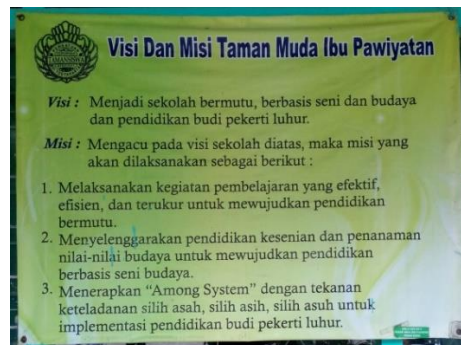 Visi Dan Misi Taman Muda Ibu Pawiyatan
Visi : Menjadi sekolah bermutu, berbasis seni dan budaya
dan pendidikan budi pekerti luhur.
Misi : Mengacu pada visi sekolah diatas, maka misi yang
akan dilaksanakan sebagai berikut :
1. Melaksanakan kegiatan pembelajaran yang efektif,
efisien, dan terukur untuk mewujudkan pendidikan
bermutu.
2. Menyelenggarakan pendidikan kesenian dan penanaman
nilai-nilai budaya untuk mewujudkan pendidikan
berbasis seni budaya.
3. Menerapkan “Among System” dengan tekanan
keteladanan silih asah, silih asih, silih asuh untuk
implementasi pendidikan budi pekerti luhur.